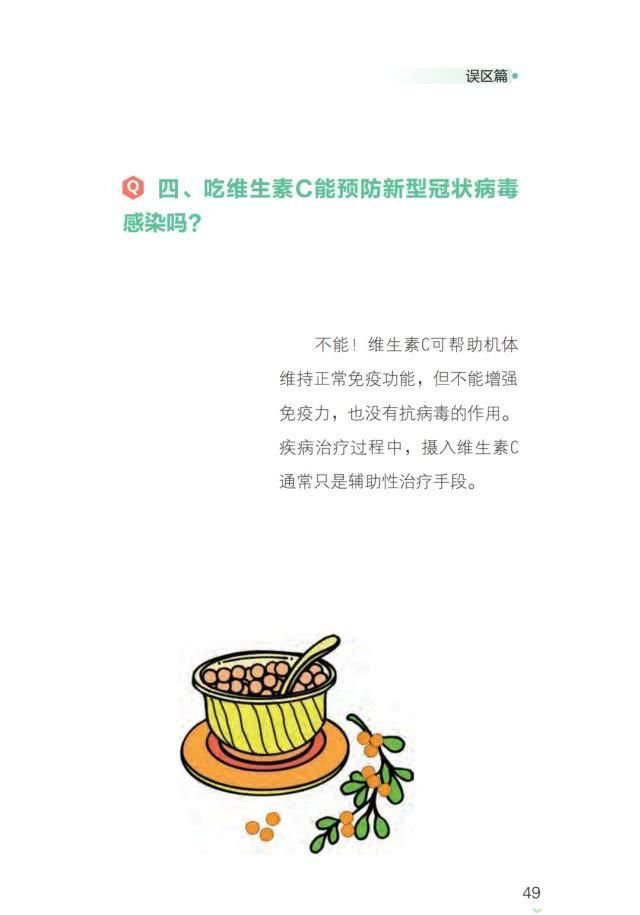 误区篇
Q 四、吃维生素C能预防新型冠状病毒
感染吗？
不能！维生素C可帮助机体
维持正常免疫功能，但不能增强
免疫力，也没有抗病毒的作用。
疾病治疗过程中，摄入维生素C
通常只是辅助性治疗手段。
49